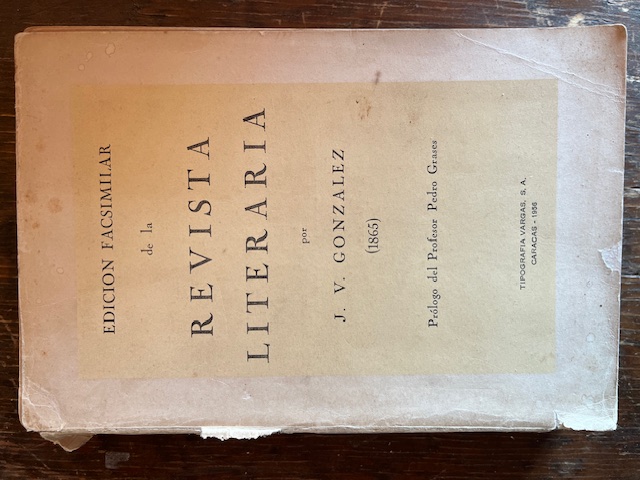 EDICION FACSIMILAR
de la
REVISTA
LITERARIA
por
J. V. GONZALEZ
(1865)
Prólogo del Profesor Pedro Grases
TIPOGRAFIA VARGAS, S. A.
CARACAS - 1956